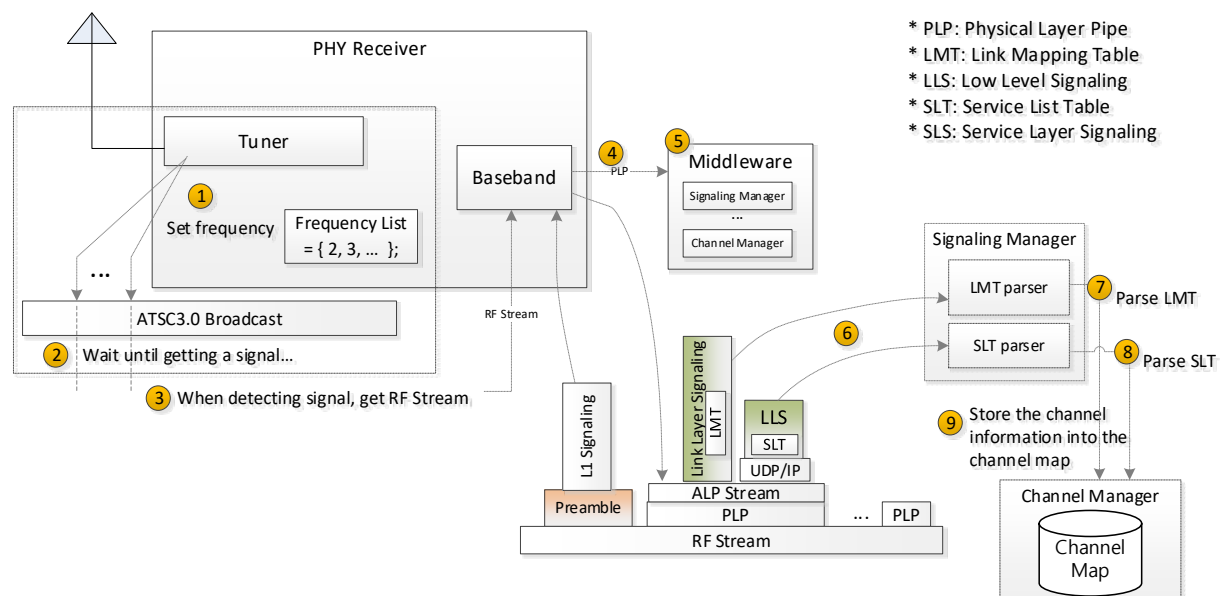 PHY Receiver
* PLP: Physical Layer Pipe
* LMT: Link Mapping Table
* LLS: Low Level Signaling
* SLT: Service List Table
* SLS: Service Layer Signaling
Tuner
1
Set frequency
Frequency List
= { 2, 3, ... };
...
ATSC3.0 Broadcast
2 Wait until getting a signal...
3 When detecting signal, get RF Stream
Baseband
4
PLP
RF Stream
5
Middleware
Signaling Manager
...
Channel Manager
Signaling Manager
LMT parser
SLT parser
6
7
Parse LMT
8
Parse SLT
L1 Signaling
Preamble
Link Layer Signaling
LMT
LLS
SLT
UDP/IP
ALP Stream
PLP
...
PLP
RF Stream
9 Store the channel
information into the
channel map
Channel Manager
Channel
Map